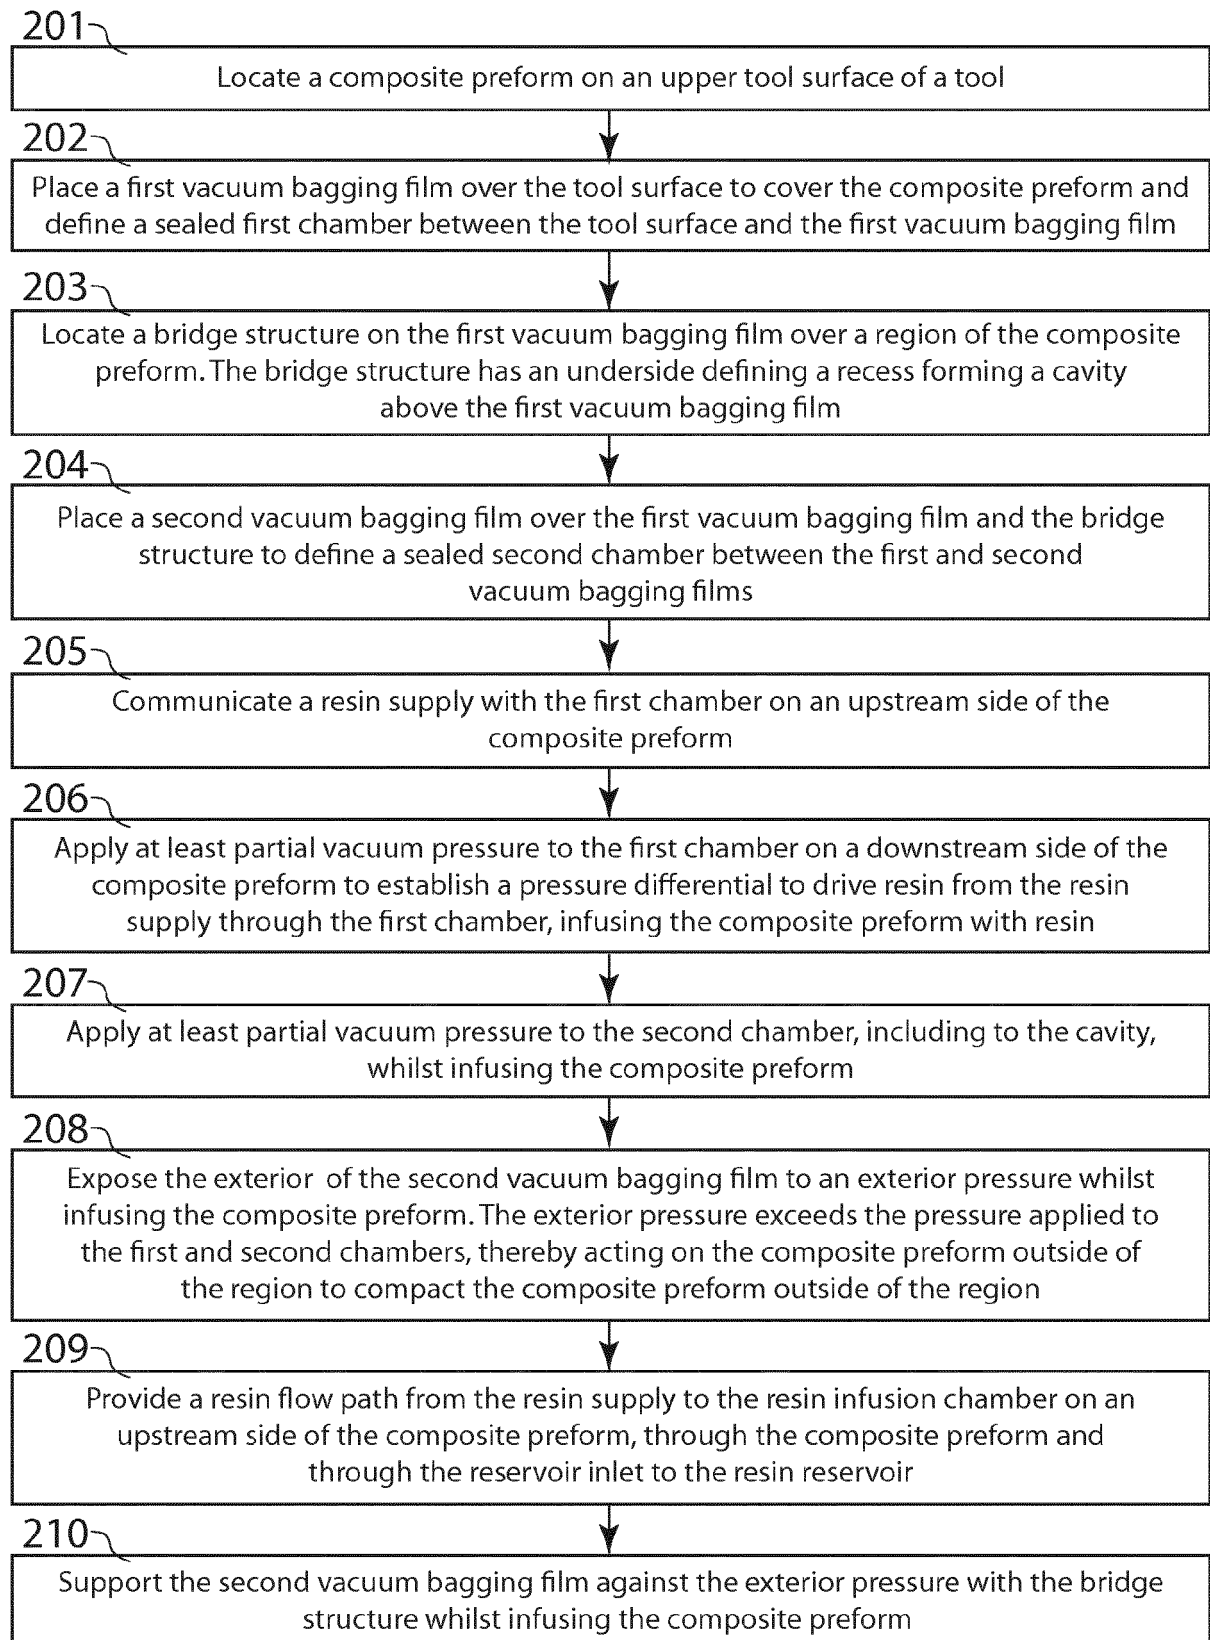 201
Locate a composite preform on an upper tool surface of a tool
202
Place a first vacuum bagging film over the tool surface to cover the composite preform and
define a sealed first chamber between the tool surface and the first vacuum bagging film
203
Locate a bridge structure on the first vacuum bagging film over a region of the composite
preform. The bridge structure has an underside defining a recess forming a cavity
above the first vacuum bagging film
204
Place a second vacuum bagging film over the first vacuum bagging film and the bridge
structure to define a sealed second chamber between the first and second
vacuum bagging films
205
Communicate a resin supply with the first chamber on an upstream side of the
composite preform
206
Apply at least partial vacuum pressure to the first chamber on a downstream side of the
composite preform to establish a pressure differential to drive resin from the resin
supply through the first chamber, infusing the composite preform with resin
207
Apply at least partial vacuum pressure to the second chamber, including to the cavity,
whilst infusing the composite preform
208
Expose the exterior of the second vacuum bagging film to an exterior pressure whilst
infusing the composite preform. The exterior pressure exceeds the pressure applied to
the first and second chambers, thereby acting on the composite preform outside of
the region to compact the composite preform outside of the region
209
Provide a resin flow path from the resin supply to the resin infusion chamber on an
upstream side of the composite preform, through the composite preform and
through the reservoir inlet to the resin reservoir
210
Support the second vacuum bagging film against the exterior pressure with the bridge
structure whilst infusing the composite preform